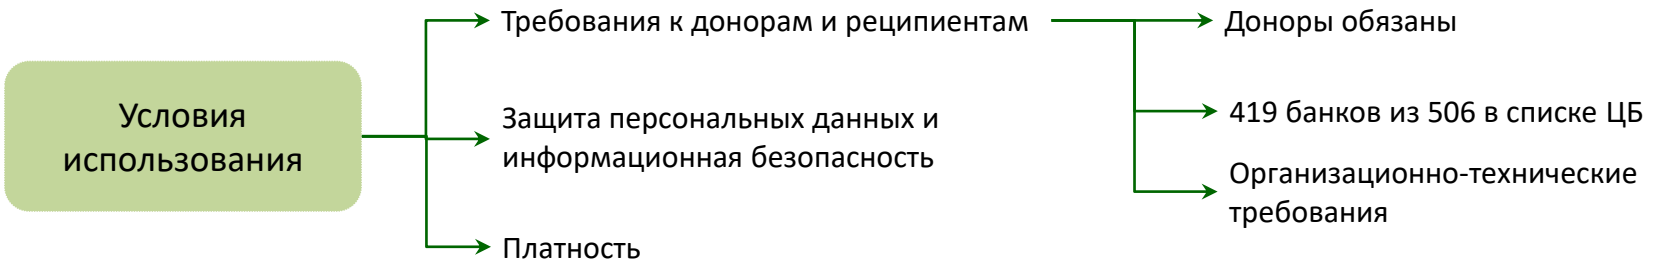 Условия
использования
Требования к донорам и реципиентам
Защита персональных данных и
информационная безопасность
Платность
Доноры обязаны
419 банков из 506 в списке ЦБ
Организационно-технические
требования